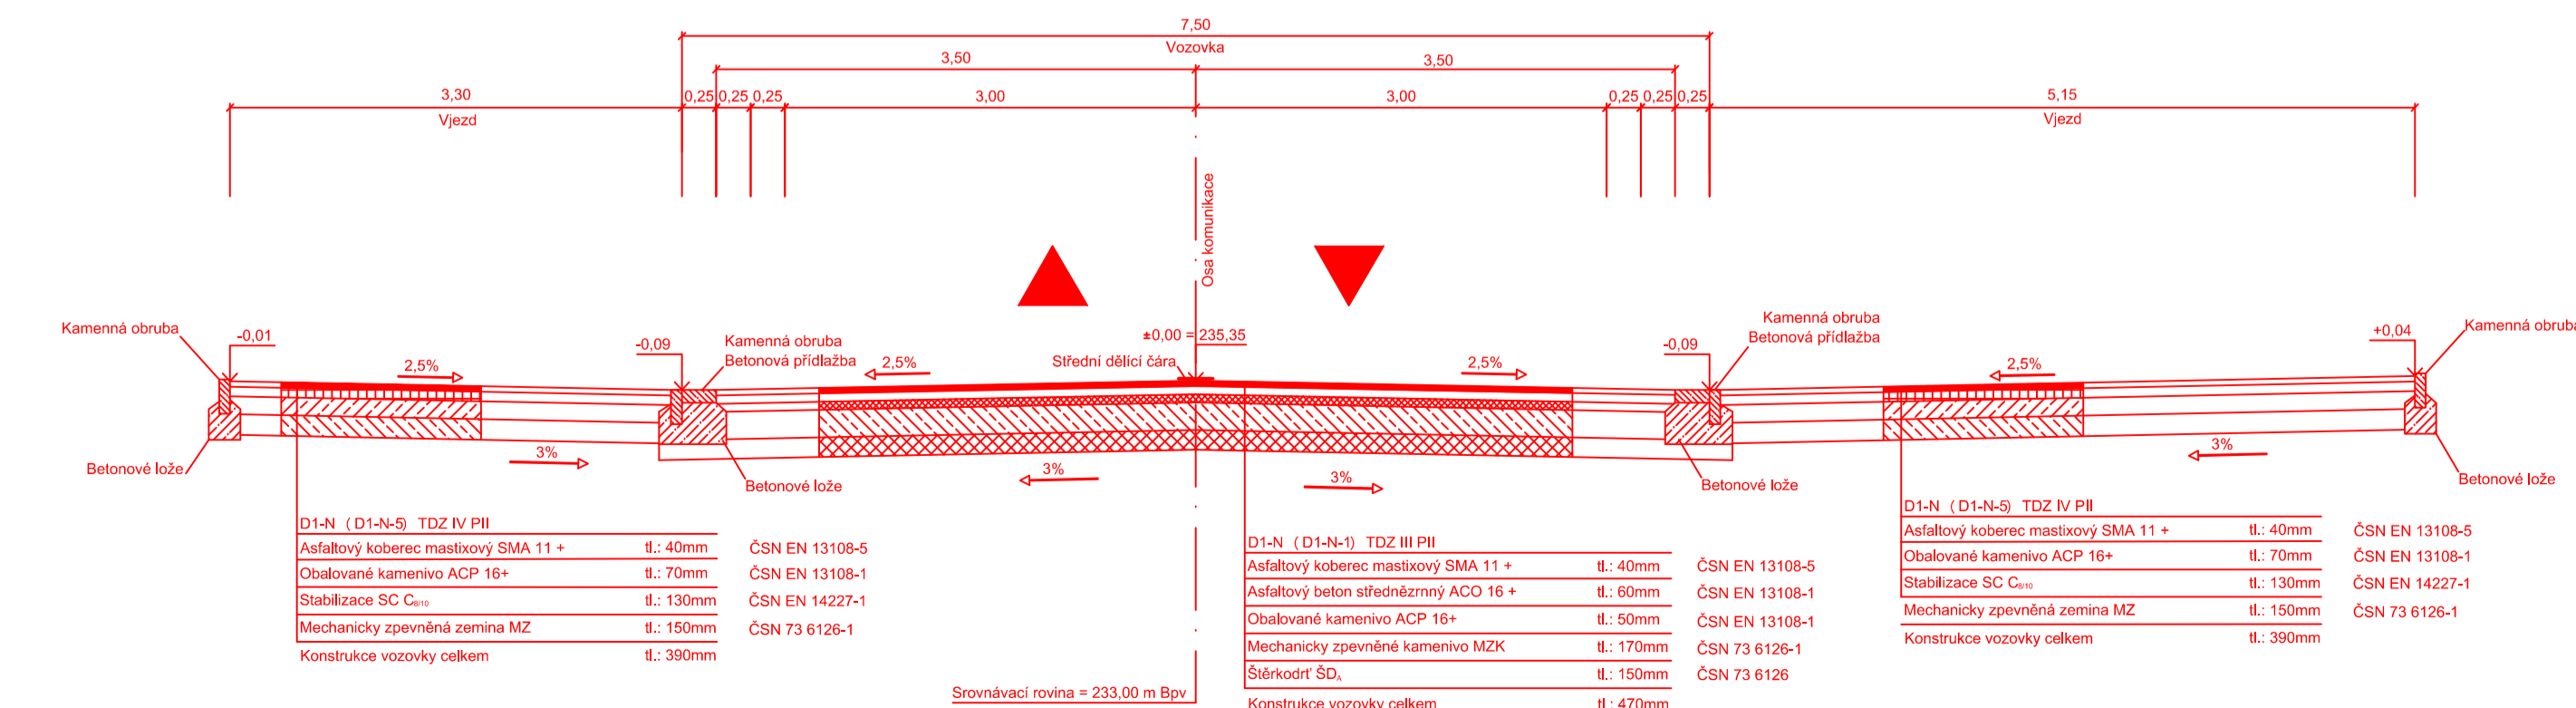 7,50
Vozovka
3,50 3,50
3,30 0,25 0,25 0,25 3,00 3,00 0,25 0,25 0,25 5,15
Vjezd Vjezd
Osa komunikace
Kamenná obruba
-0,01
2,5%
-0,09
Kamenná obruba
Betonová přídlažba
2,5%
±0,00 = 235,35
Střední dělící čára
2,5%
-0,09
Kamenná obruba
Betonová přídlažba
2,5%
+0,04
Kamenná obruba
Betonové lože
3%
Betonové lože
3%
3%
Betonové lože
3%
Betonové lože
D1-N (D1-N-5) TDZ IV PII
Asfaltový koberec mastixový SMA 11 + tl.: 40mm ČSN EN 13108-5
Obalované kamenivo ACP 16+ tl.: 70mm ČSN EN 13108-1
Stabilizace SC C8/10 tl.: 130mm ČSN EN 14227-1
Mechanicky zpevněná zemina MZ tl.: 150mm ČSN 73 6126-1
Konstrukce vozovky celkem tl.: 390mm
Srovnávací rovina = 233,00 m Bpv
D1-N (D1-N-1) TDZ III PII
Asfaltový koberec mastixový SMA 11 + tl.: 40mm ČSN EN 13108-5
Asfaltový beton střednězrnný ACO 16 + tl.: 60mm ČSN EN 13108-1
Obalované kamenivo ACP 16+ tl.: 50mm ČSN EN 13108-1
Mechanicky zpevněné kamenivo MZK tl.: 170mm ČSN 73 6126-1
Štěrkodrť ŠDA tl.: 150mm ČSN 73 6126
Konstrukce vozovky celkem tl.: 470mm
D1-N (D1-N-5) TDZ IV PII
Asfaltový koberec mastixový SMA 11 + tl.: 40mm ČSN EN 13108-5
Obalované kamenivo ACP 16+ tl.: 70mm ČSN EN 13108-1
Stabilizace SC C8/10 tl.: 130mm ČSN EN 14227-1
Mechanicky zpevněná zemina MZ tl.: 150mm ČSN 73 6126-1
Konstrukce vozovky celkem tl.: 390mm